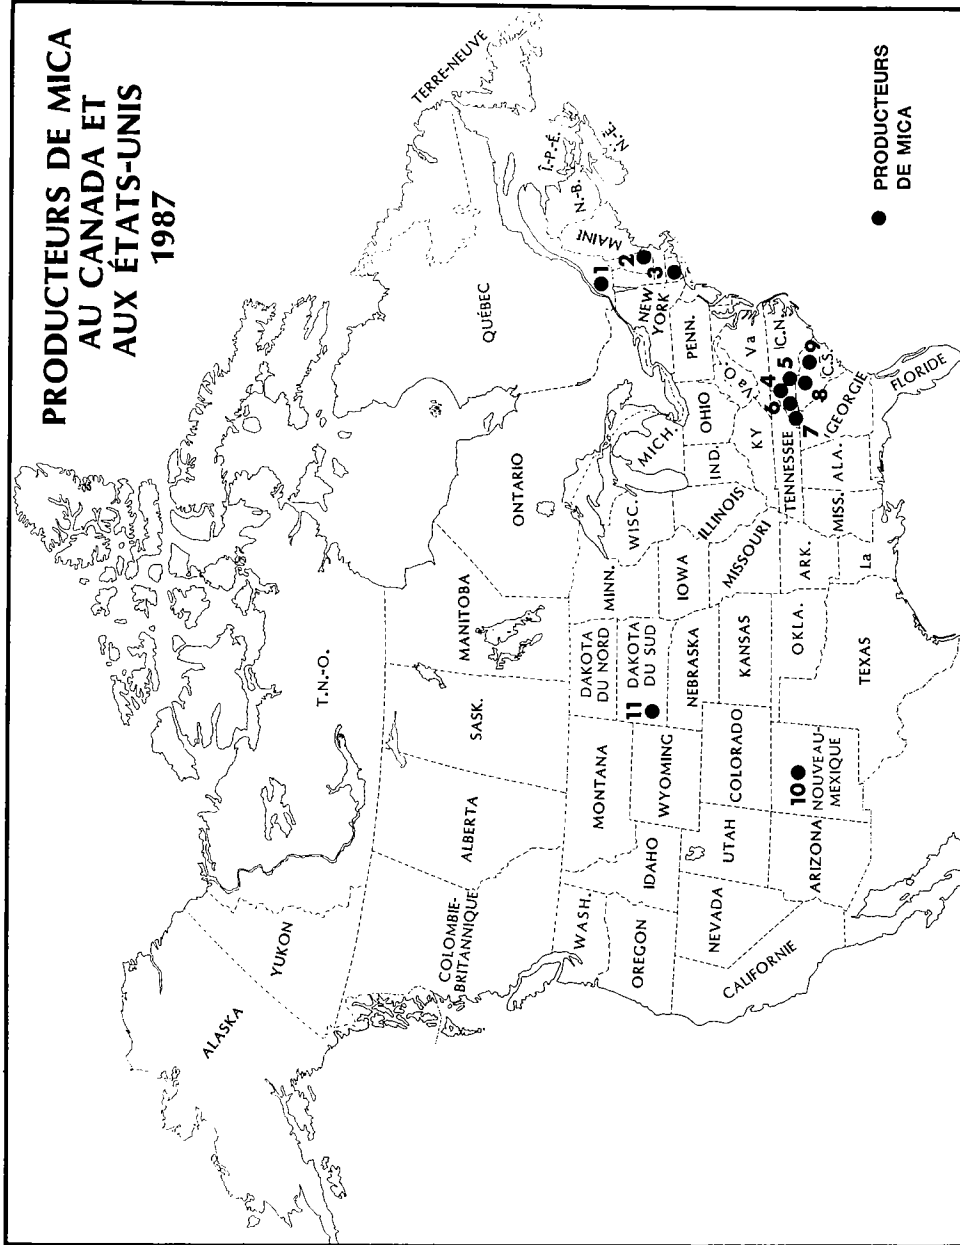 PRODUCTEURS DE MICA
AU CANADA ET
AUX ÉTATS-UNIS
1987
TERRE-NEUVE
ALASKA
YUKON
T.N.-O.
COLOMBIE-
BRITANNIQUE
ALBERTA
SASK.
MANITOBA
ONTARIO
QUÉBEC
Î.-P.-É.
N.-B.
N.-É.
WASH.
MONTANA
DAKOTA
DU NORD
MINN.
WISC.
MICH.
NEW
YORK
MAINE
1
2
3
OREGON
IDAHO
WYOMING
11
DAKOTA
DU SUD
IOWA
ILLINOIS
IND.
OHIO
PENN.
NEVADA
UTAH
COLORADO
NEBRASKA
KANSAS
MISSOURI
KY
Va O.
Va
CALIFORNIE
ARIZONA
10
NOUVEAU-
MEXIQUE
OKLA.
ARK.
TENNESSEE
C.N.
4
5
6
7
8
9
TEXAS
La
MISS.
ALA.
GEORGIE
C.S.
FLORIDE
PRODUCTEURS
DE MICA